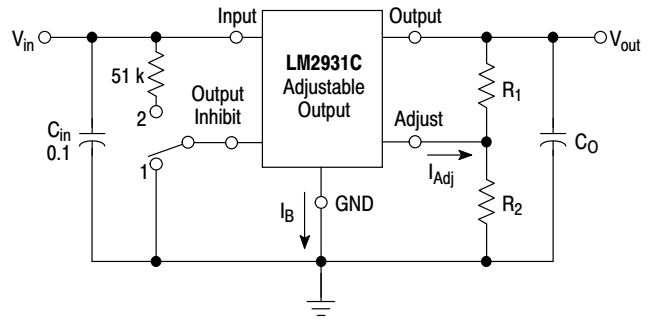 Input
Output
Vin
Vout
LM2931C
Adjustable
Output
51 k
R1
Output
Inhibit
2
Adjust
Cin
0.1
CO
1
IAdj
IB
GND
R2